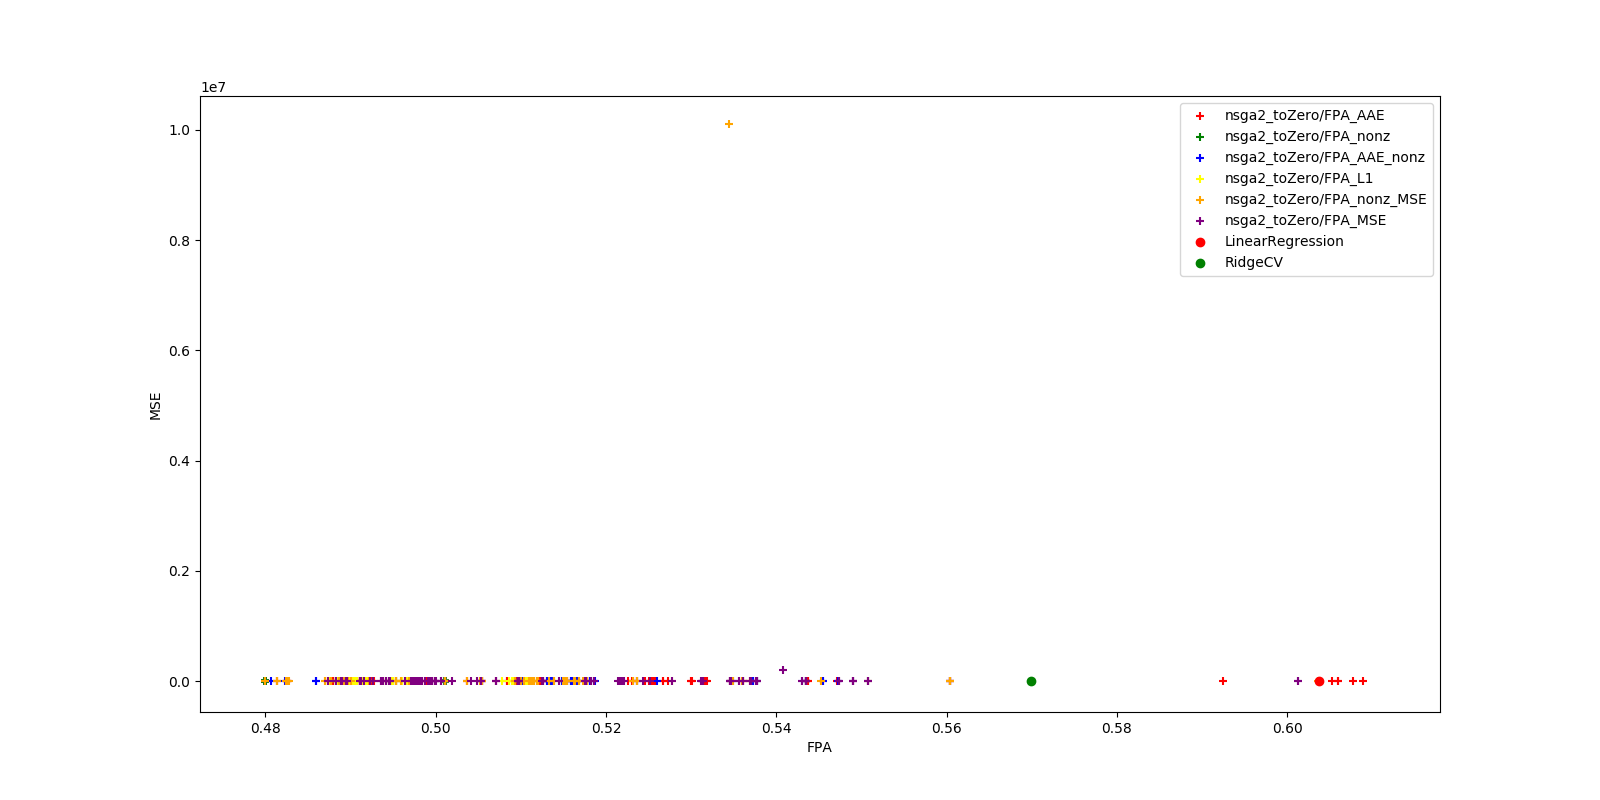 1e7
1.0
0.8
0.6
0.4
0.2
0.0
MSE
0.48 0.50 0.52 0.54 0.56 0.58 0.60
FPA
nsga2_toZero/FPA_AAE
nsga2_toZero/FPA_nonz
nsga2_toZero/FPA_AAE_nonz
nsga2_toZero/FPA_L1
nsga2_toZero/FPA_nonz_MSE
nsga2_toZero/FPA_MSE
LinearRegression
RidgeCV